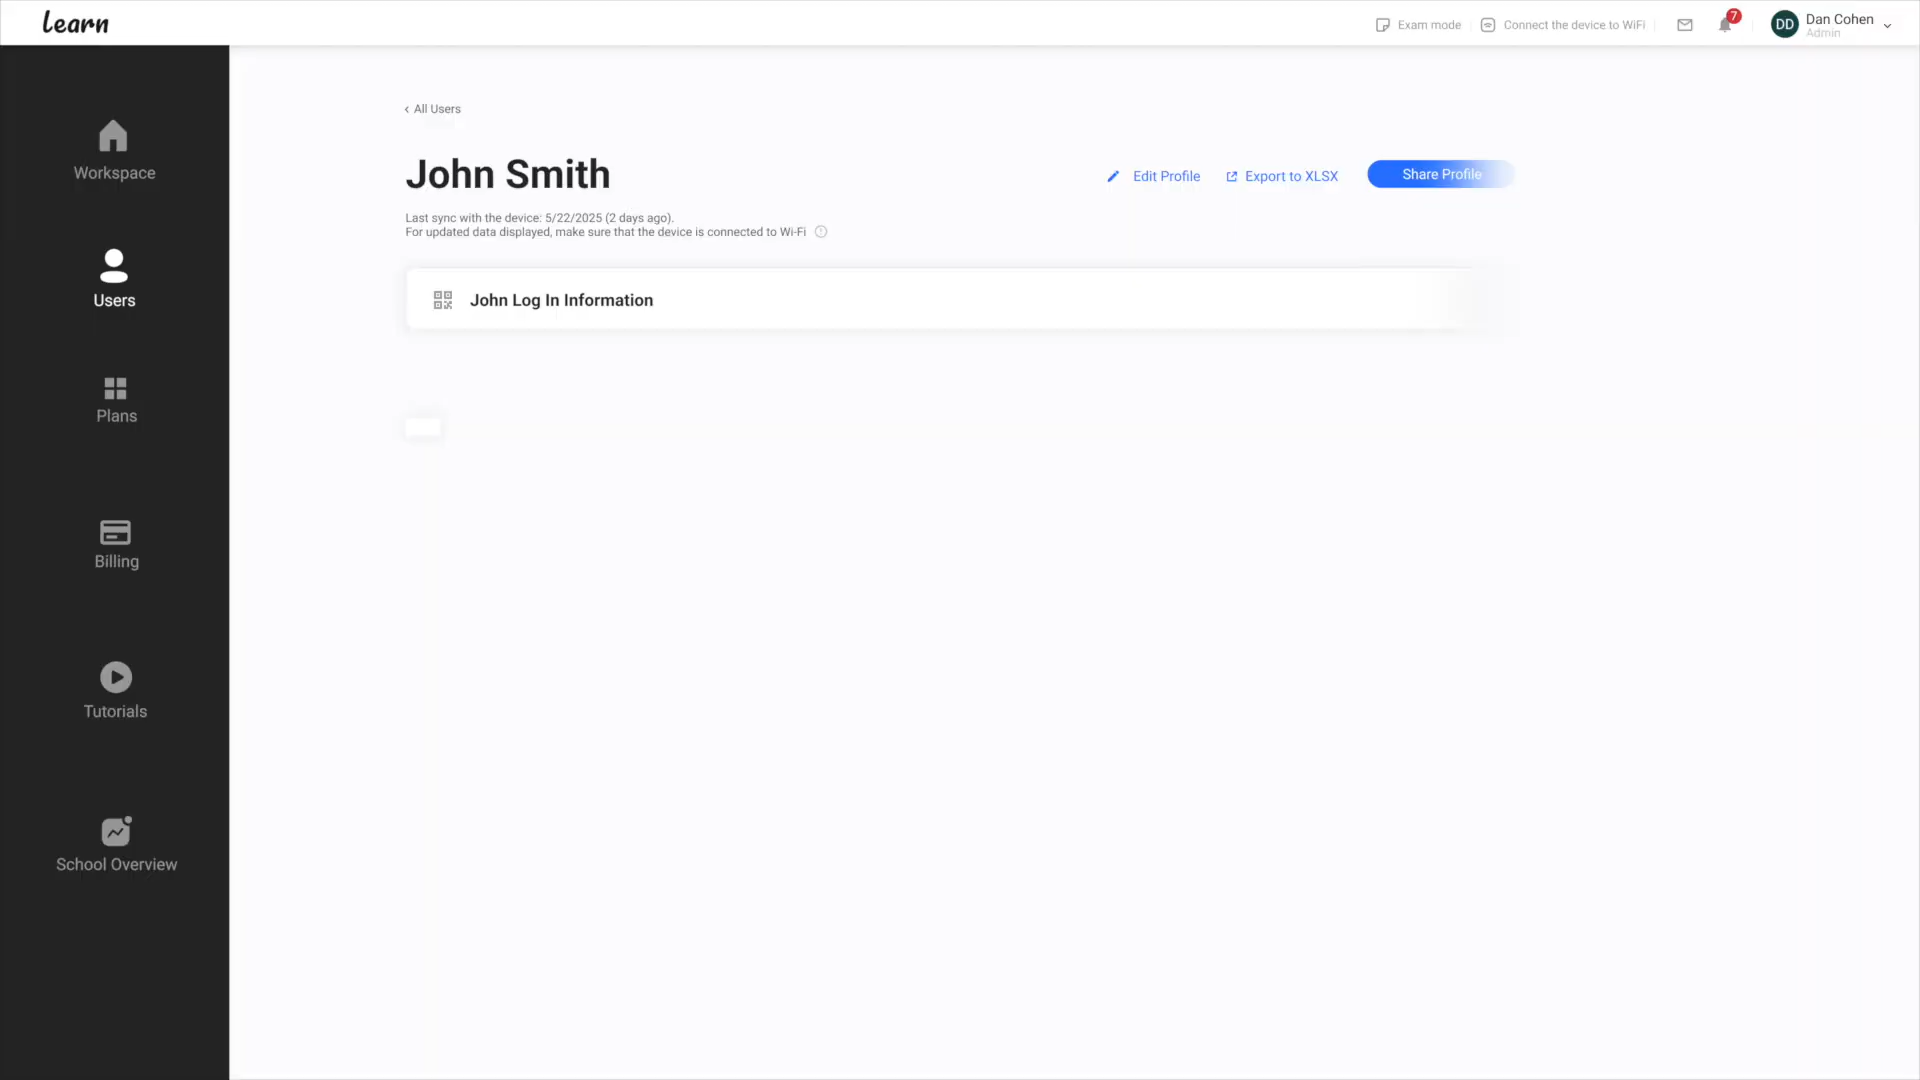 Learn
Exam mode
Connect the device to WiFi
7
DD
Dan Cohen
Admin
Workspace
Users
Plans
Billing
Tutorials
School Overview
‹ All Users
John Smith
Edit Profile
Export to XLSX
Share Profile
Last sync with the device: 5/22/2025 (2 days ago).
For updated data displayed, make sure that the device is connected to Wi-Fi
John Log In Information